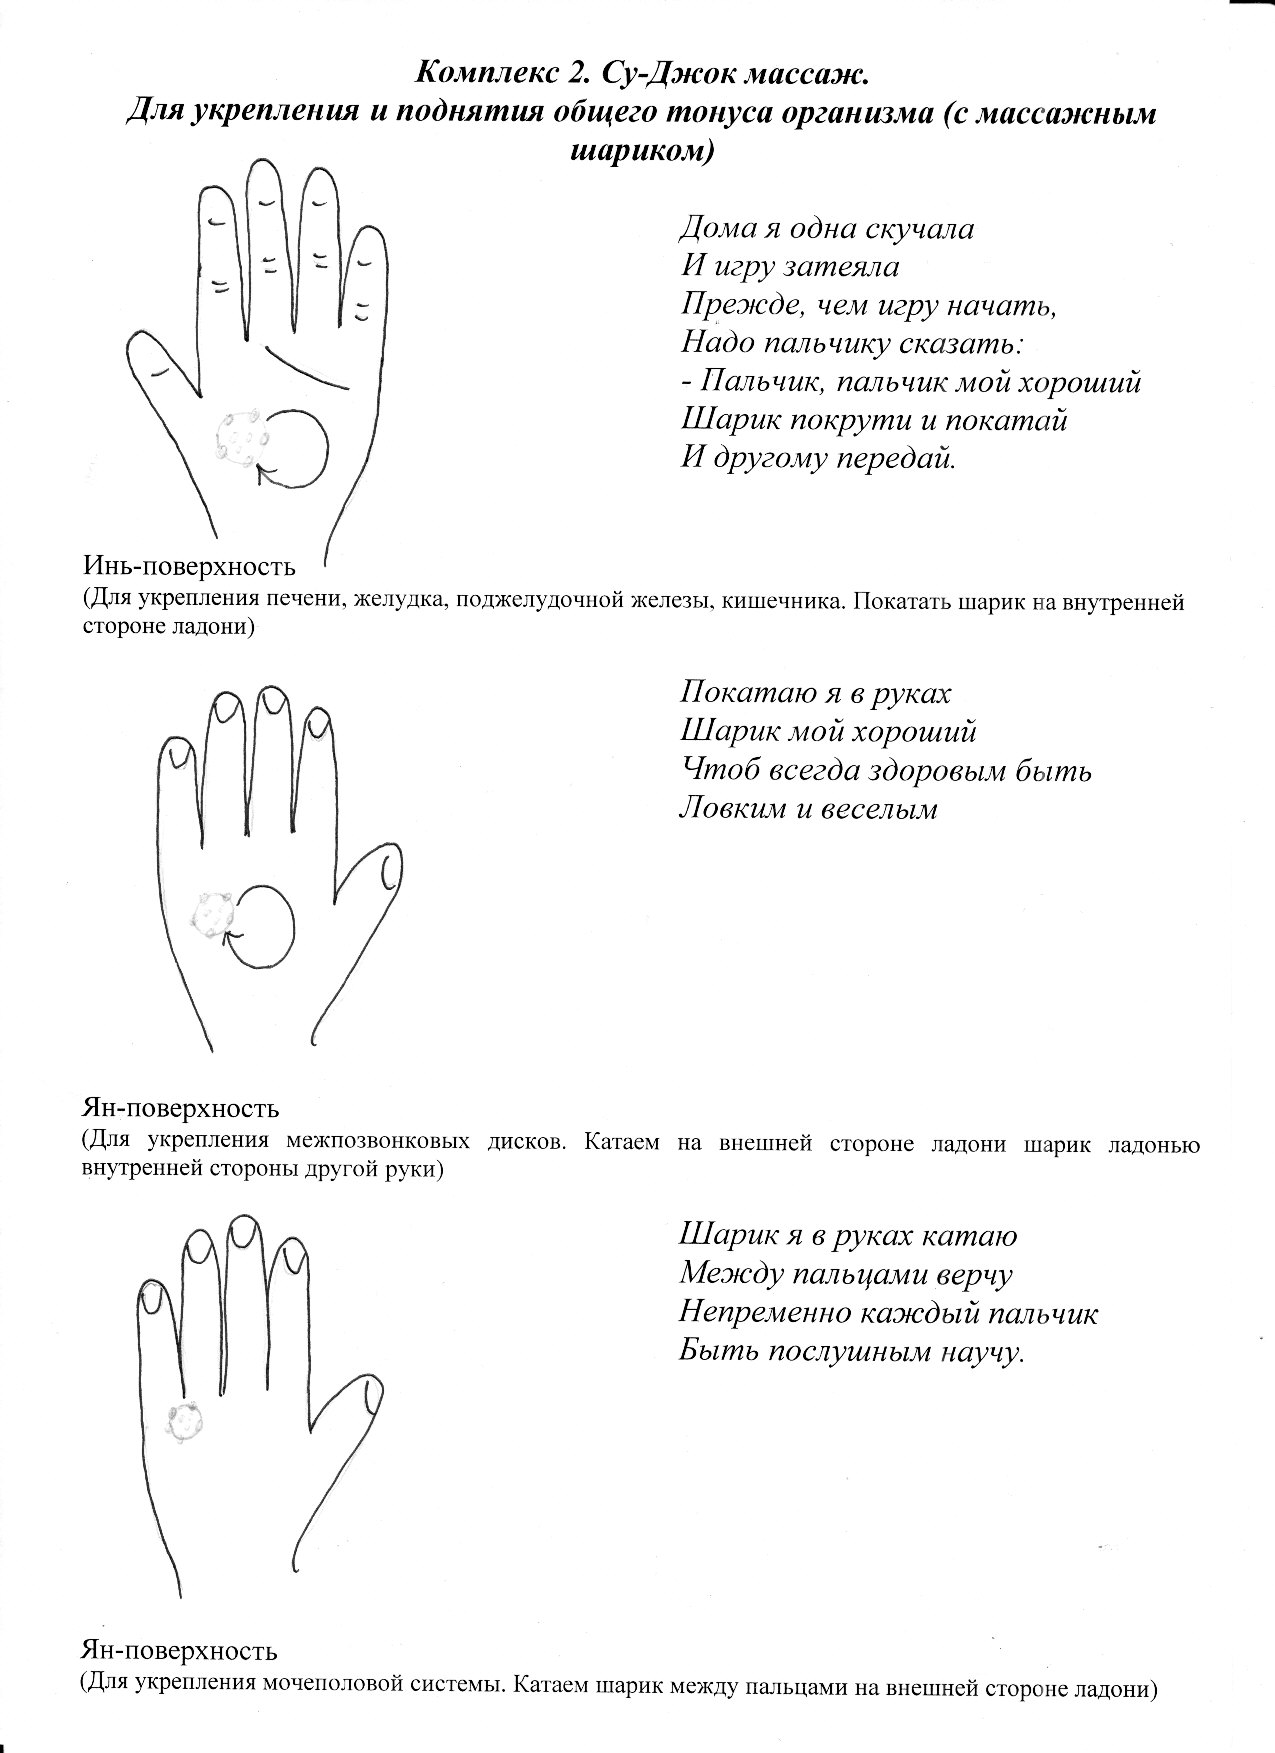 Комплекс 2. Су-Джок массаж.
Для укрепления и поднятия общего тонуса организма (с массажным
шариком)
Дома я одна скучала
И игру затеяла
Прежде, чем игру начать,
Надо пальчику сказать:
- Пальчик, пальчик мой хороший
Шарик покрути и покатай
И другому передай.
Инь-поверхность
(Для укрепления печени, желудка, поджелудочной железы, кишечника. Покатать шарик на внутренней
стороне ладони)
Покатаю я в руках
Шарик мой хороший
Чтоб всегда здоровым быть
Ловким и веселым
Ян-поверхность
(Для укрепления межпозвонковых дисков. Катаем на внешней стороне ладони шарик ладонью
внутренней стороны другой руки)
Шарик я в руках катаю
Между пальцами верчу
Непременно каждый пальчик
Быть послушным научу.
Ян-поверхность
(Для укрепления мочеполовой системы. Катаем шарик между пальцами на внешней стороне ладони)